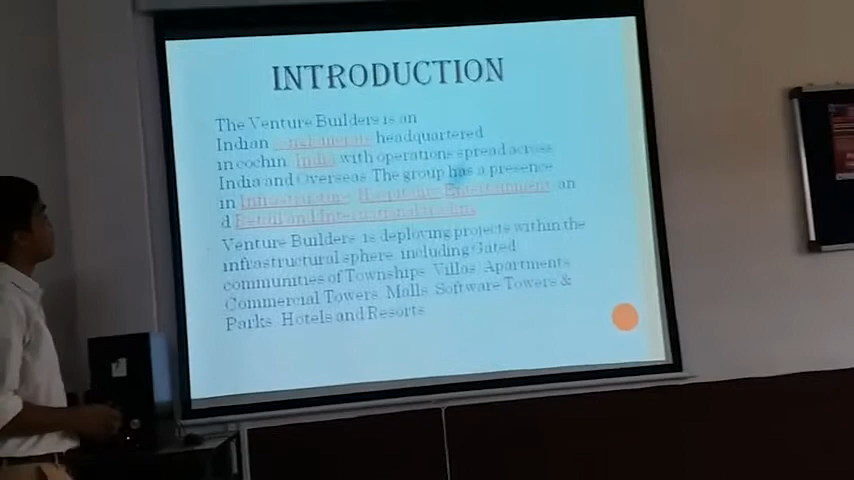 INTRODUCTION
The Venture Builders is an
Indian conglomerate headquartered
in cochin India with operations spread across
India and Overseas The group has a presence
in Infrastructure Hospitality Entertainment an
d Retail and International trading
Venture Builders is deploying projects within the
infrastructural sphere including Gated
communities of Townships Villas Apartments
Commercial Towers Malls Software Towers &
Parks Hotels and Resorts